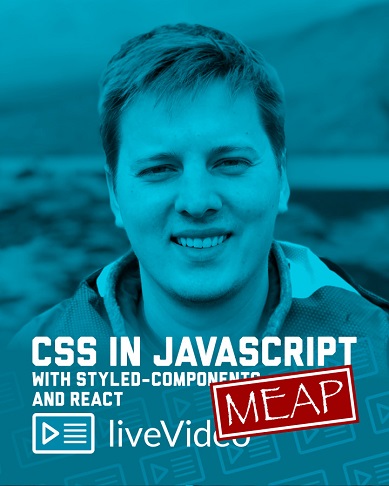 CSS IN JAVASCRIPT
WITH STYLED-COMPONENTS
AND REACT
MEAP
liveVideo